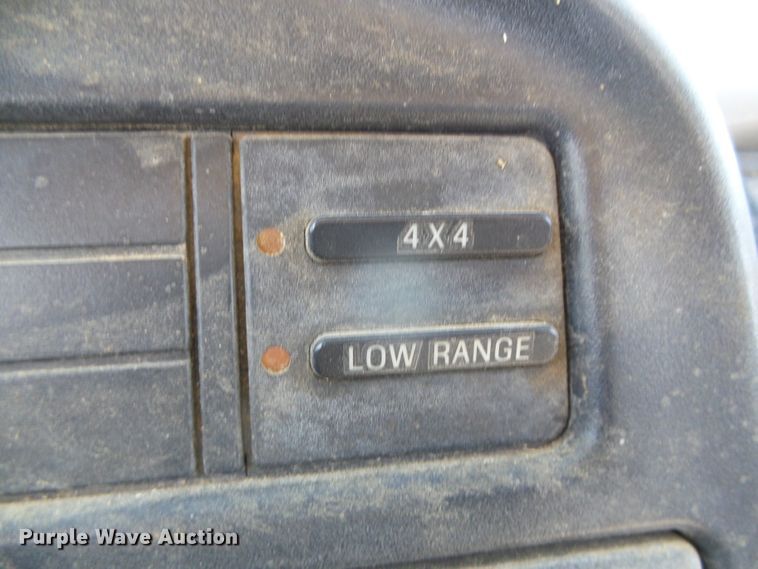 4X4
LOW RANGE
Purple Wave Auction